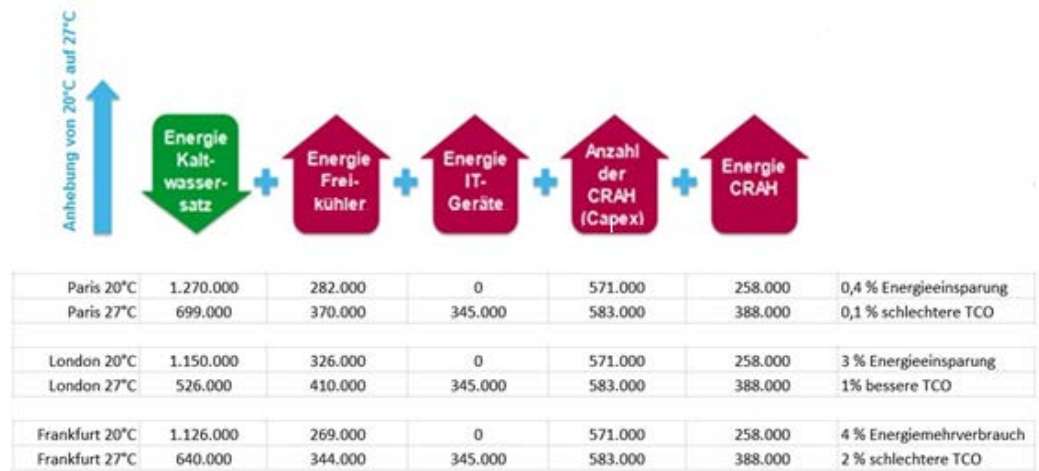 Anhebung von 20°C auf 27°C
Energie
Kalt-
wasser-
satz
Energie
Frei-
kühler
Energie
IT-
Geräte
Anzahl
der
CRAH
(Capex)
Energie
CRAH
Paris 20°C 1.270.000 282.000 0 571.000 258.000 0,4 % Energieeinsparung
Paris 27°C 699.000 370.000 345.000 583.000 388.000 0,1 % schlechtere TCO
London 20°C 1.150.000 326.000 0 571.000 258.000 3 % Energieeinsparung
London 27°C 526.000 410.000 345.000 583.000 388.000 1% bessere TCO
Frankfurt 20°C 1.126.000 269.000 0 571.000 258.000 4 % Energiemehrverbrauch
Frankfurt 27°C 640.000 344.000 345.000 583.000 388.000 2 % schlechtere TCO